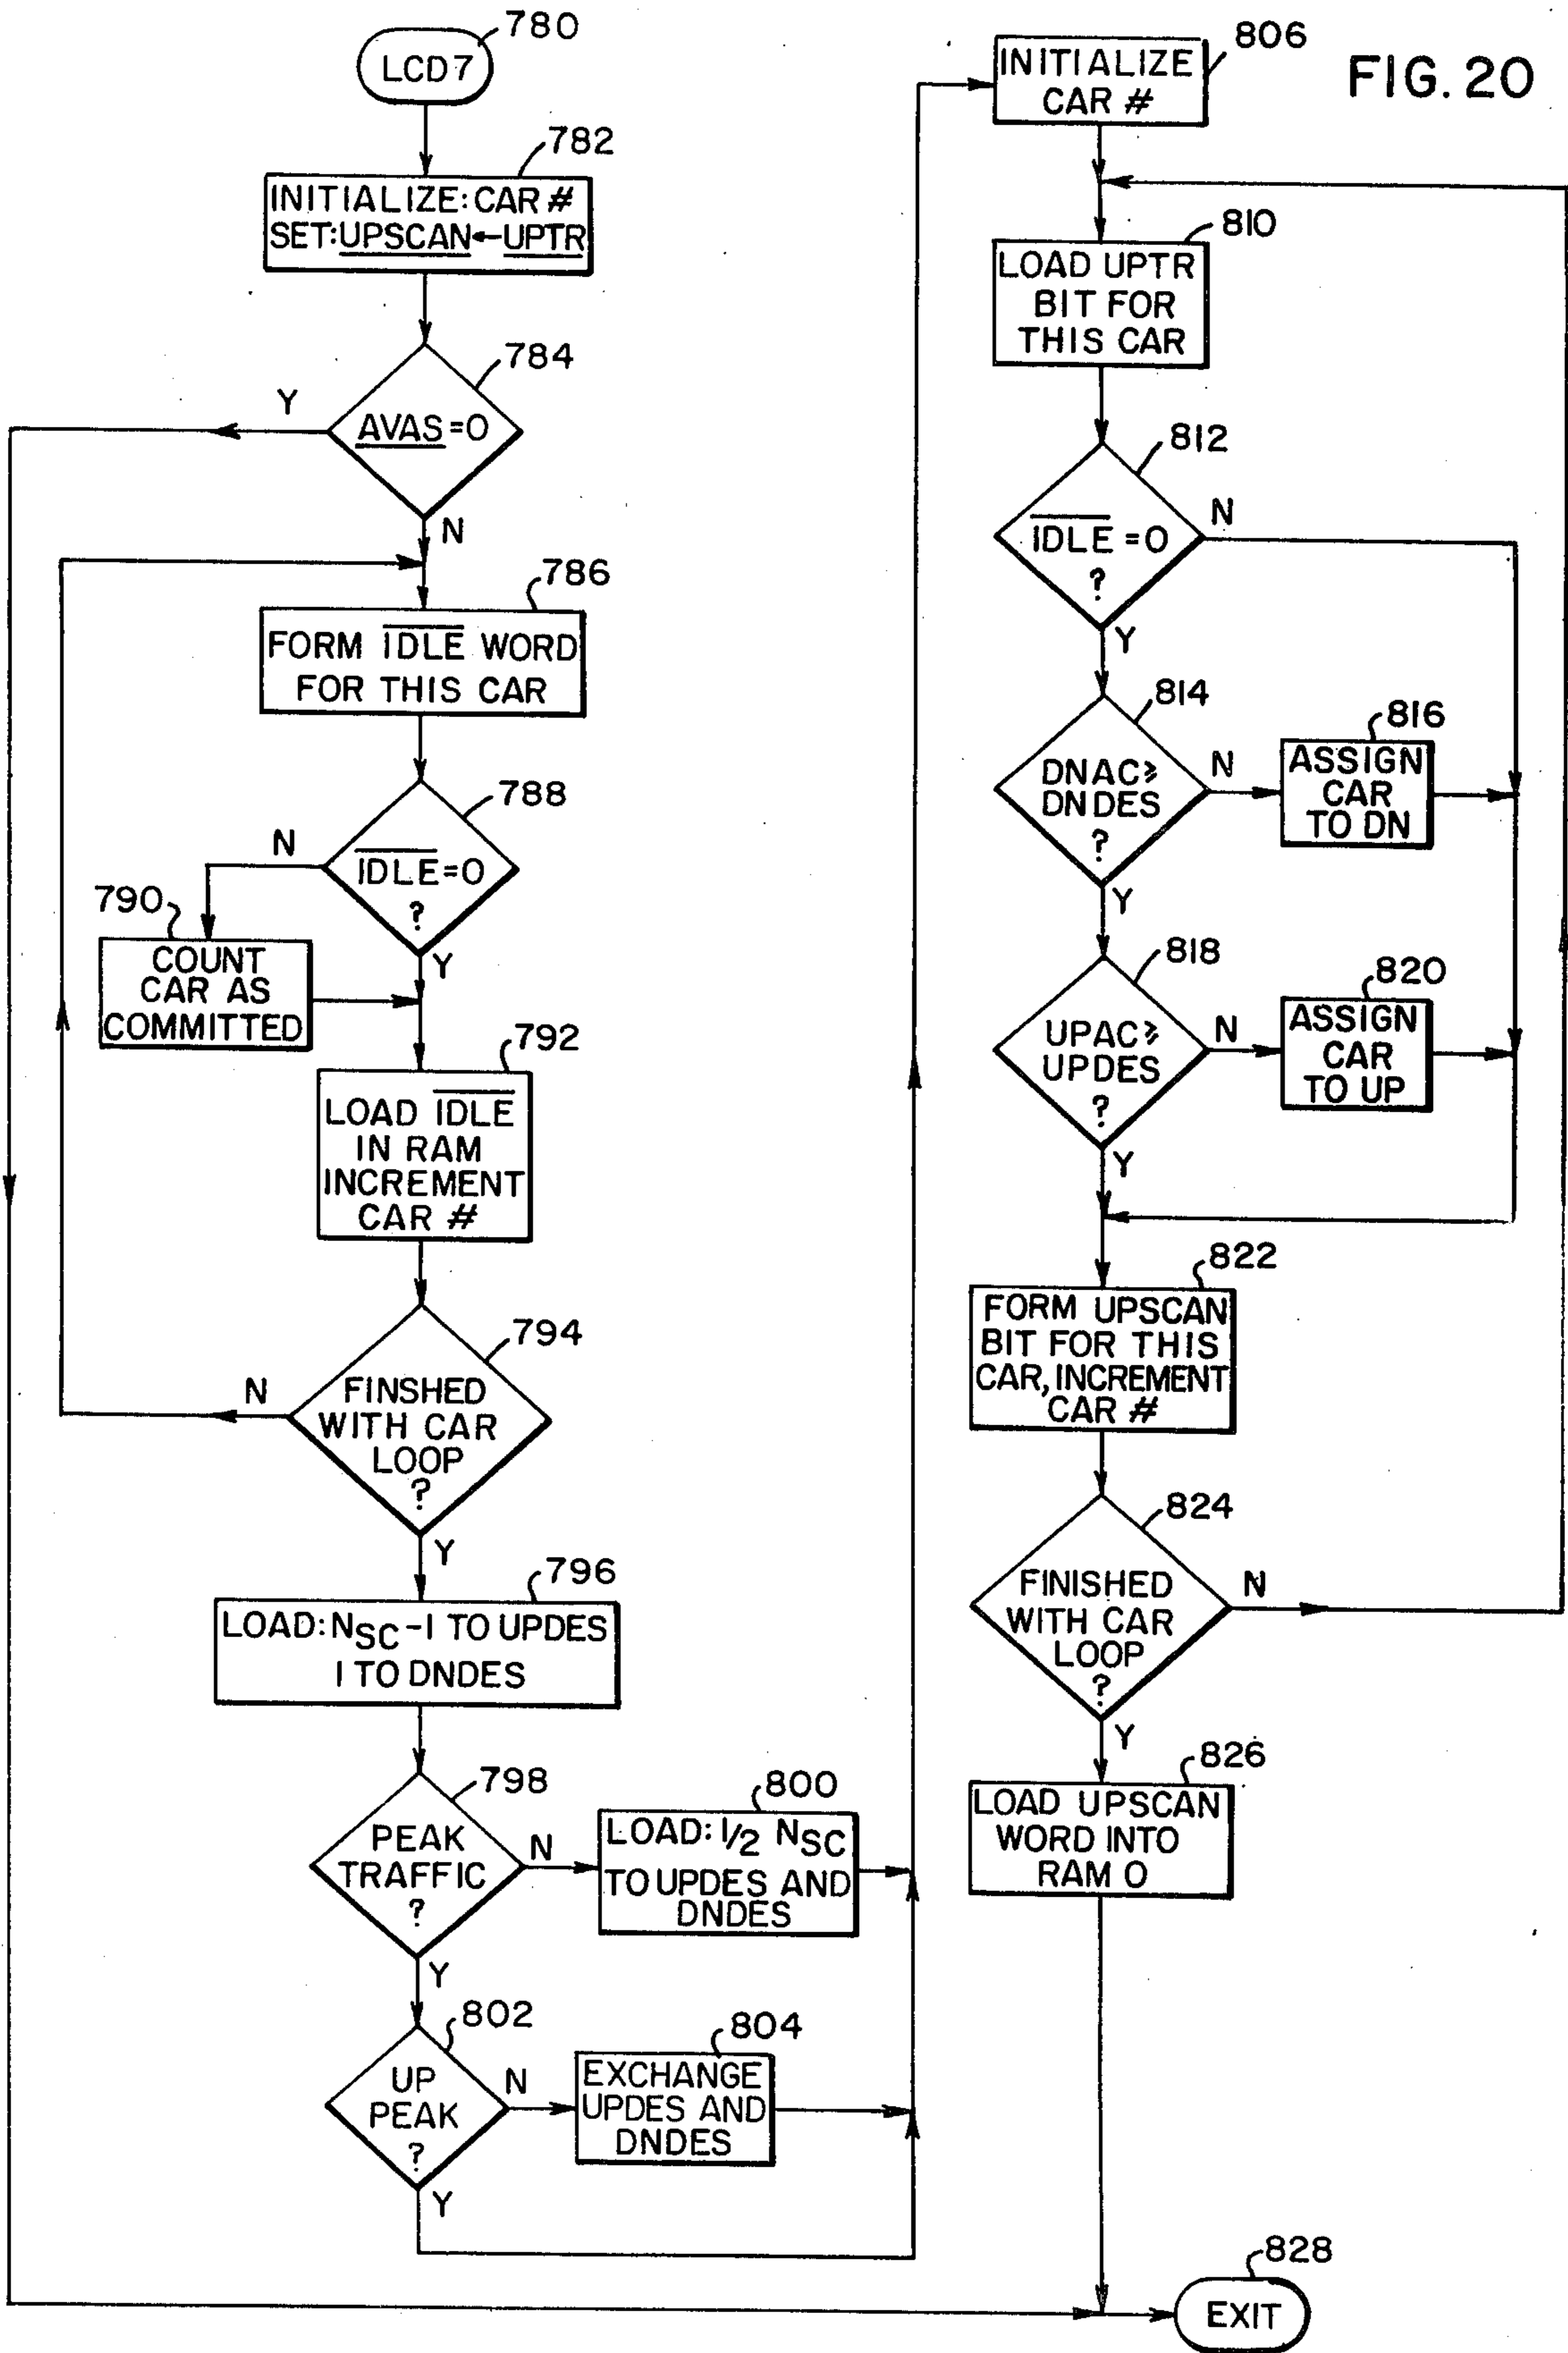 FIG. 20
780
LCD7
782
INITIALIZE: CAR #
SET: UPSCAN←UPTR
784
AVAS=0
Y
N
786
FORM IDLE WORD
FOR THIS CAR
788
IDLE=0
?
N
Y
790
COUNT
CAR AS
COMMITTED
792
LOAD IDLE
IN RAM
INCREMENT
CAR #
794
FINSHED
WITH CAR
LOOP
?
N
Y
796
LOAD: NSC-1 TO UPDES
1 TO DNDES
798
PEAK
TRAFFIC
?
N
Y
800
LOAD: 1/2 NSC
TO UPDES AND
DNDES
802
UP
PEAK
?
N
Y
804
EXCHANGE
UPDES AND
DNDES
806
INITIALIZE
CAR #
810
LOAD UPTR
BIT FOR
THIS CAR
812
IDLE=0
?
N
Y
814
DNAC≥
DNDES
?
N
Y
816
ASSIGN
CAR
TO DN
818
UPAC≥
UPDES
?
N
Y
820
ASSIGN
CAR
TO UP
822
FORM UPSCAN
BIT FOR THIS
CAR, INCREMENT
CAR #
824
FINISHED
WITH CAR
LOOP
?
N
Y
826
LOAD UPSCAN
WORD INTO
RAM 0
828
EXIT